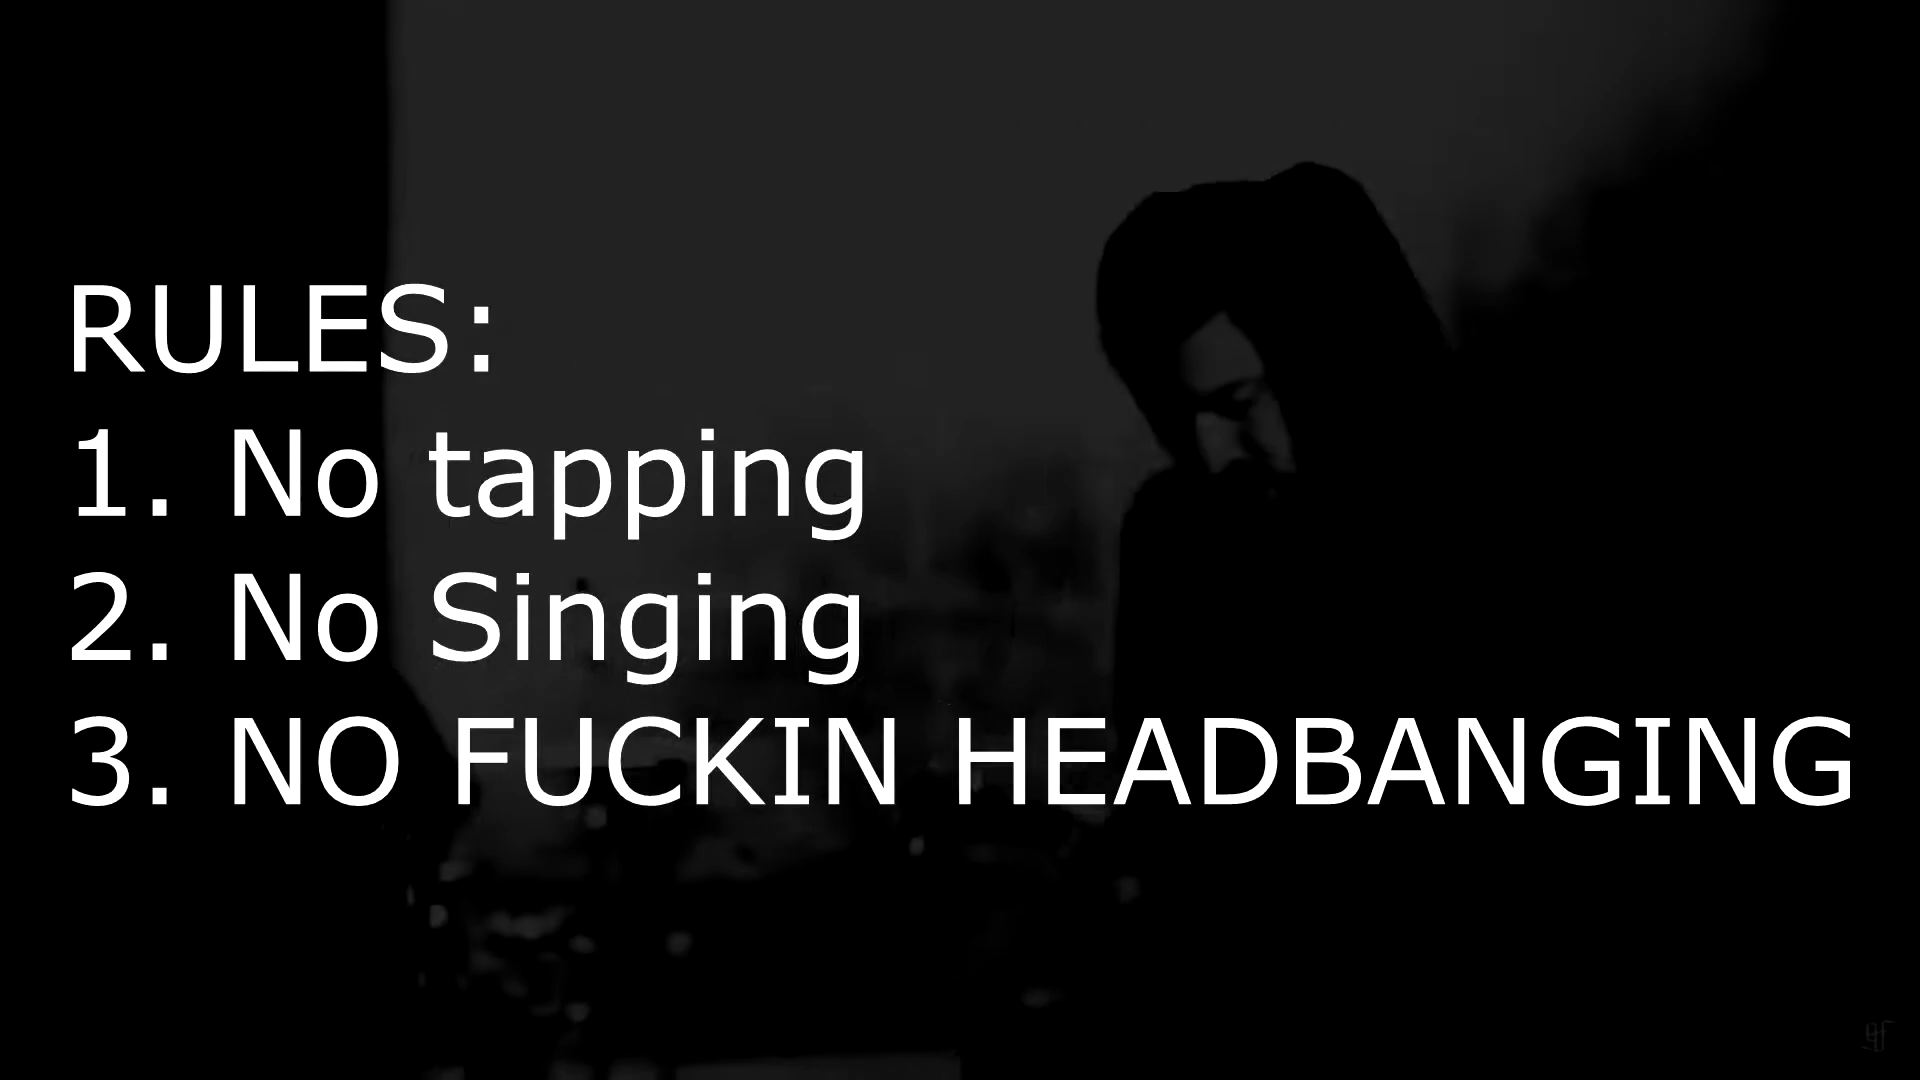 RULES:
1. No tapping
2. No Singing
3. NO FUCKIN HEADBANGING